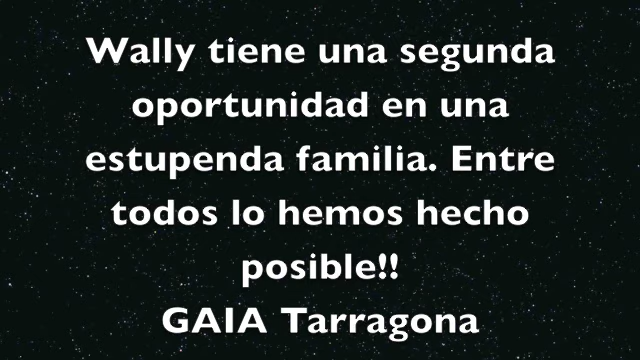 Wally tiene una segunda
oportunidad en una
estupenda familia. Entre
todos lo hemos hecho
posible!!
GAIA Tarragona